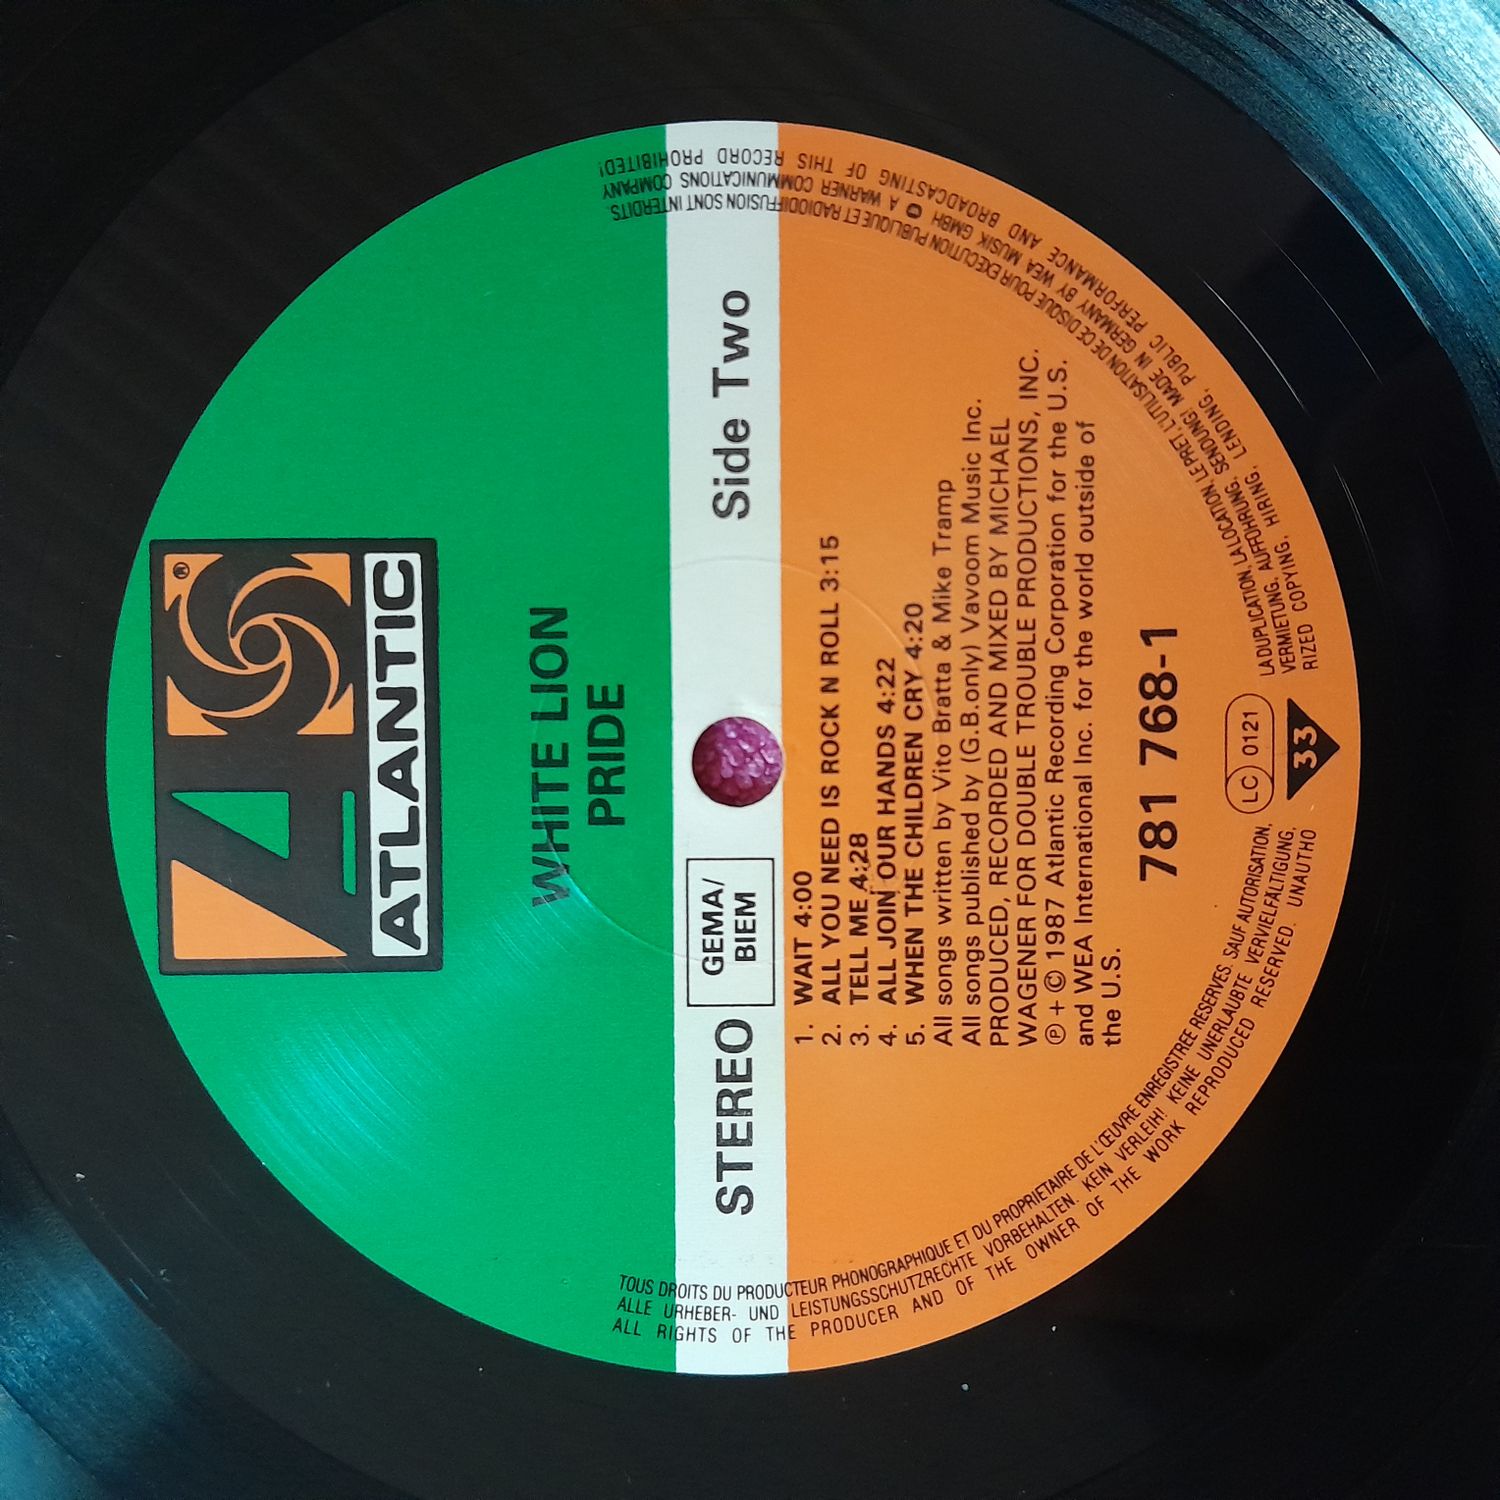 ®
ATLANTIC
WHITE LION
PRIDE
STEREO GEMA/ BIEM Side Two
1. WAIT 4:00
2. ALL YOU NEED IS ROCK N ROLL 3:15
3. TELL ME 4:28
4. ALL JOIN OUR HANDS 4:22
5. WHEN THE CHILDREN CRY 4:20
All songs written by Vito Bratta & Mike Tramp
All songs published by (G.B.only) Vavoom Music Inc.
PRODUCED, RECORDED AND MIXED BY MICHAEL
WAGENER FOR DOUBLE TROUBLE PRODUCTIONS, INC.
℗ + © 1987 Atlantic Recording Corporation for the U.S.
and WEA International Inc. for the world outside of
the U.S.
781 768-1
LC 0121
33
TOUS DROITS DU PRODUCTEUR PHONOGRAPHIQUE ET DU PROPRIETAIRE DE L'ŒUVRE ENREGISTREE RESERVES. SAUF AUTORISATION, LA DUPLICATION, LA LOCATION, LE PRET, L'UTILISATION DE CE DISQUE POUR EXECUTION PUBLIQUE ET RADIODIFFUSION SONT INTERDITS.
ALLE URHEBER- UND LEISTUNGSSCHUTZRECHTE VORBEHALTEN. KEIN VERLEIH! KEINE UNERLAUBTE VERVIELFÄLTIGUNG, VERMIETUNG, AUFFÜHRUNG, SENDUNG! MADE IN GERMANY BY WEA MUSIK GMBH A WARNER COMMUNICATIONS COMPANY
ALL RIGHTS OF THE PRODUCER AND OF THE OWNER OF THE WORK REPRODUCED RESERVED. UNAUTHO RIZED COPYING, HIRING, LENDING, PUBLIC PERFORMANCE AND BROADCASTING OF THIS RECORD PROHIBITED!